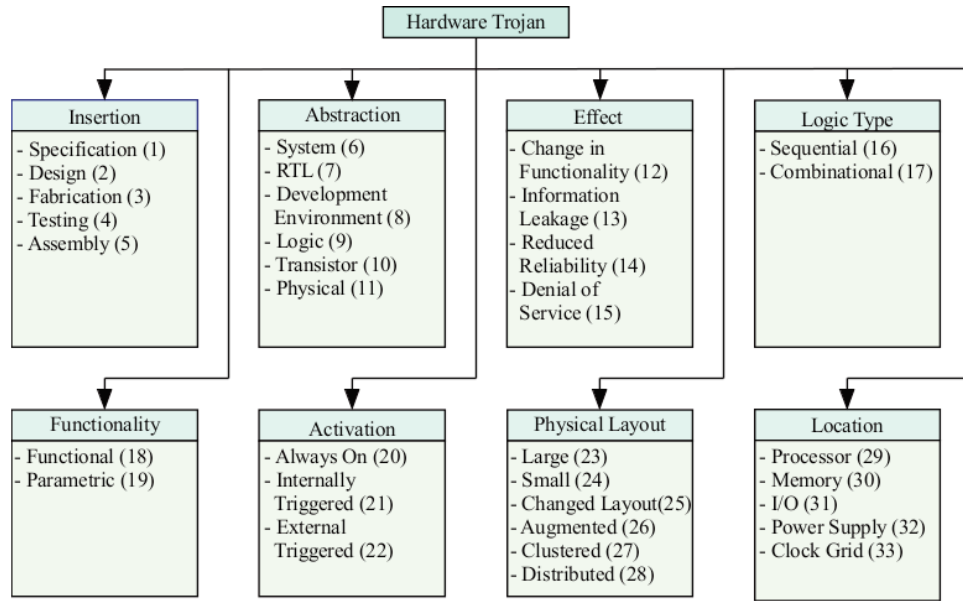 Hardware Trojan
Insertion
- Specification (1)
- Design (2)
- Fabrication (3)
- Testing (4)
- Assembly (5)
Abstraction
- System (6)
- RTL (7)
- Development
Environment (8)
- Logic (9)
- Transistor (10)
- Physical (11)
Effect
- Change in
Functionality (12)
- Information
Leakage (13)
- Reduced
Reliability (14)
- Denial of
Service (15)
Logic Type
- Sequential (16)
- Combinational (17)
Functionality
- Functional (18)
- Parametric (19)
Activation
- Always On (20)
- Internally
Triggered (21)
- External
Triggered (22)
Physical Layout
- Large (23)
- Small (24)
- Changed Layout(25)
- Augmented (26)
- Clustered (27)
- Distributed (28)
Location
- Processor (29)
- Memory (30)
- I/O (31)
- Power Supply (32)
- Clock Grid (33)